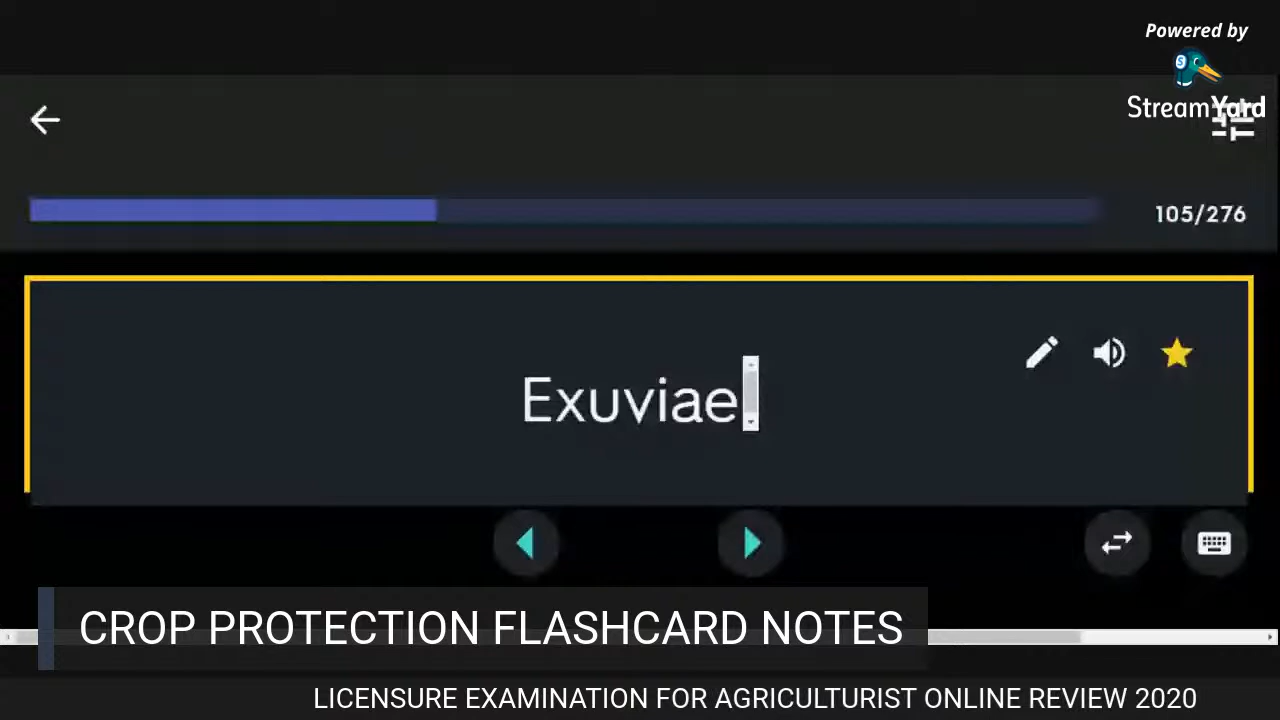 Powered by
StreamYard
105/276
Exuviae
CROP PROTECTION FLASHCARD NOTES
LICENSURE EXAMINATION FOR AGRICULTURIST ONLINE REVIEW 2020